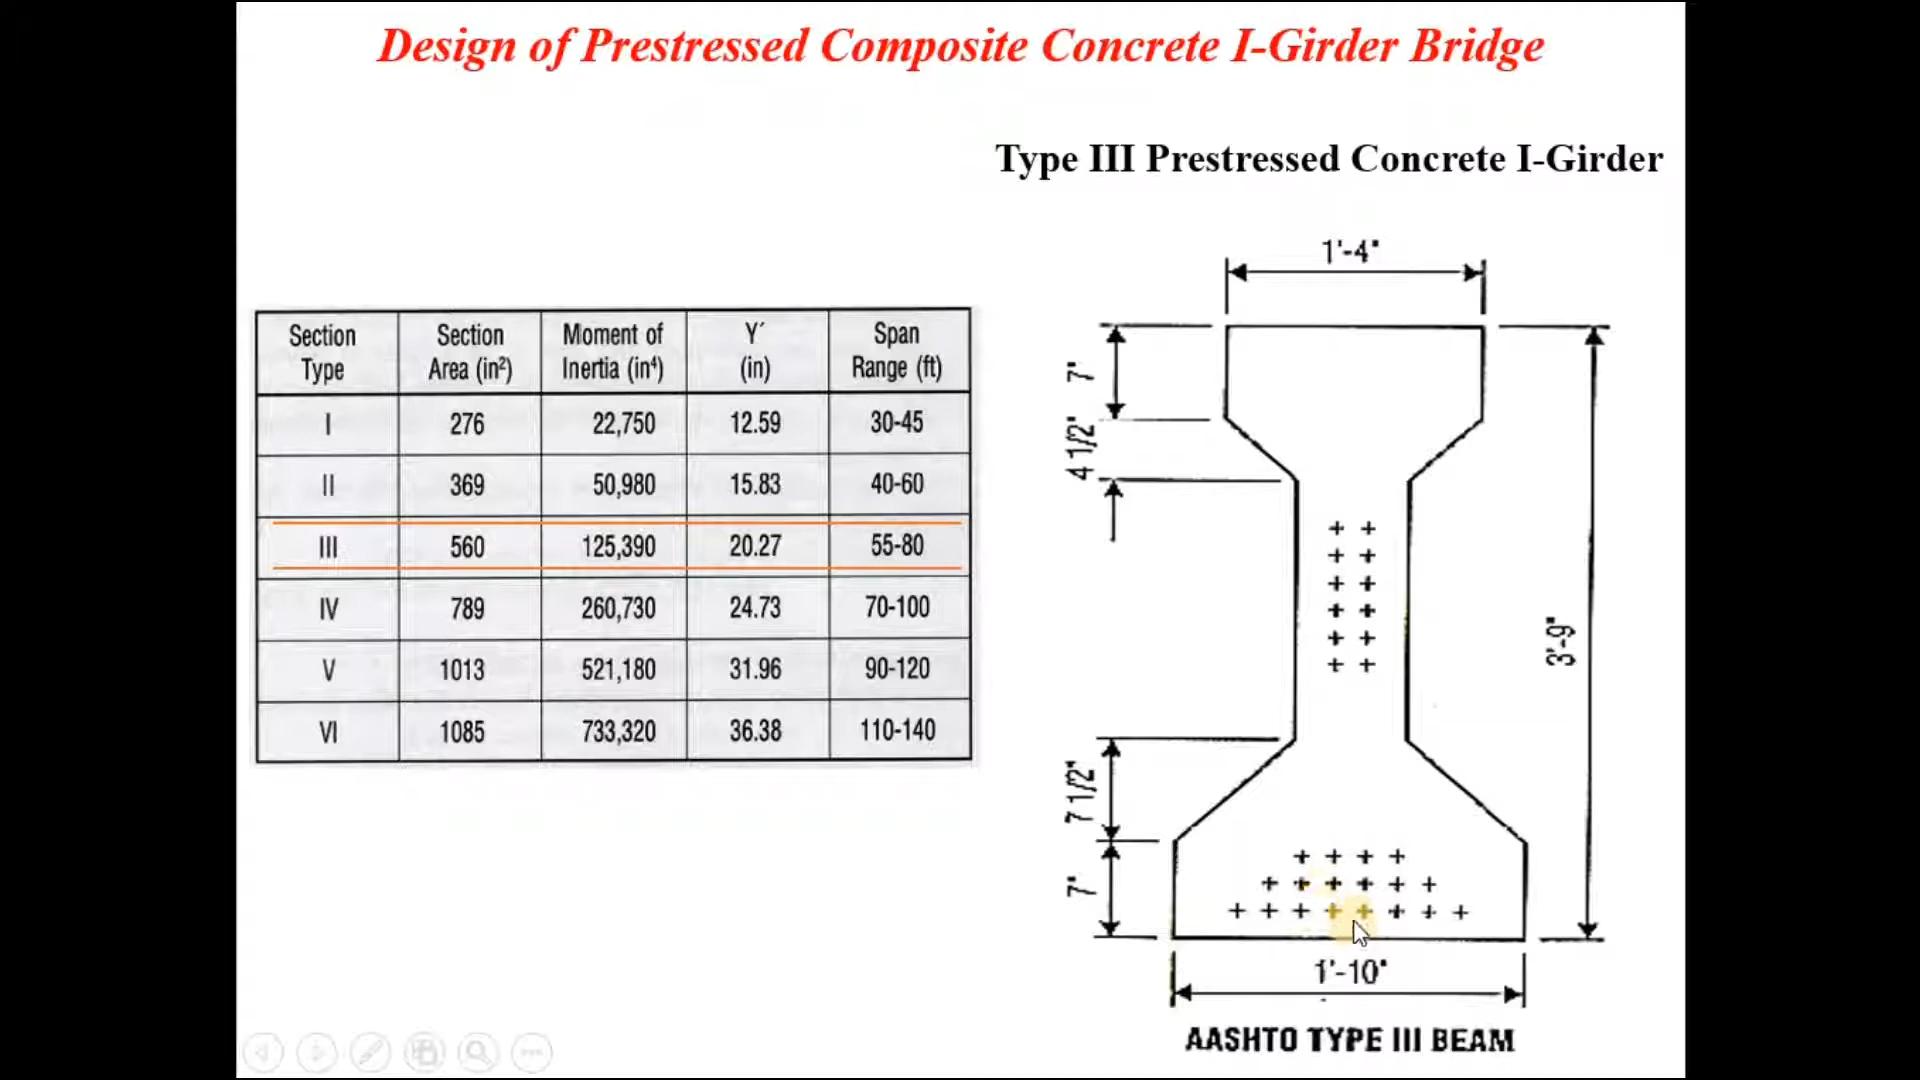 Design of Prestressed Composite Concrete I-Girder Bridge
Type III Prestressed Concrete I-Girder
Section Type Section Area (in²) Moment of Inertia (in⁴) Y´ (in) Span Range (ft)
I 276 22,750 12.59 30-45
II 369 50,980 15.83 40-60
III 560 125,390 20.27 55-80
IV 789 260,730 24.73 70-100
V 1013 521,180 31.96 90-120
VI 1085 733,320 36.38 110-140
1'-4"
7"
4 1/2"
3'-9"
7 1/2"
7"
1'-10"
AASHTO TYPE III BEAM